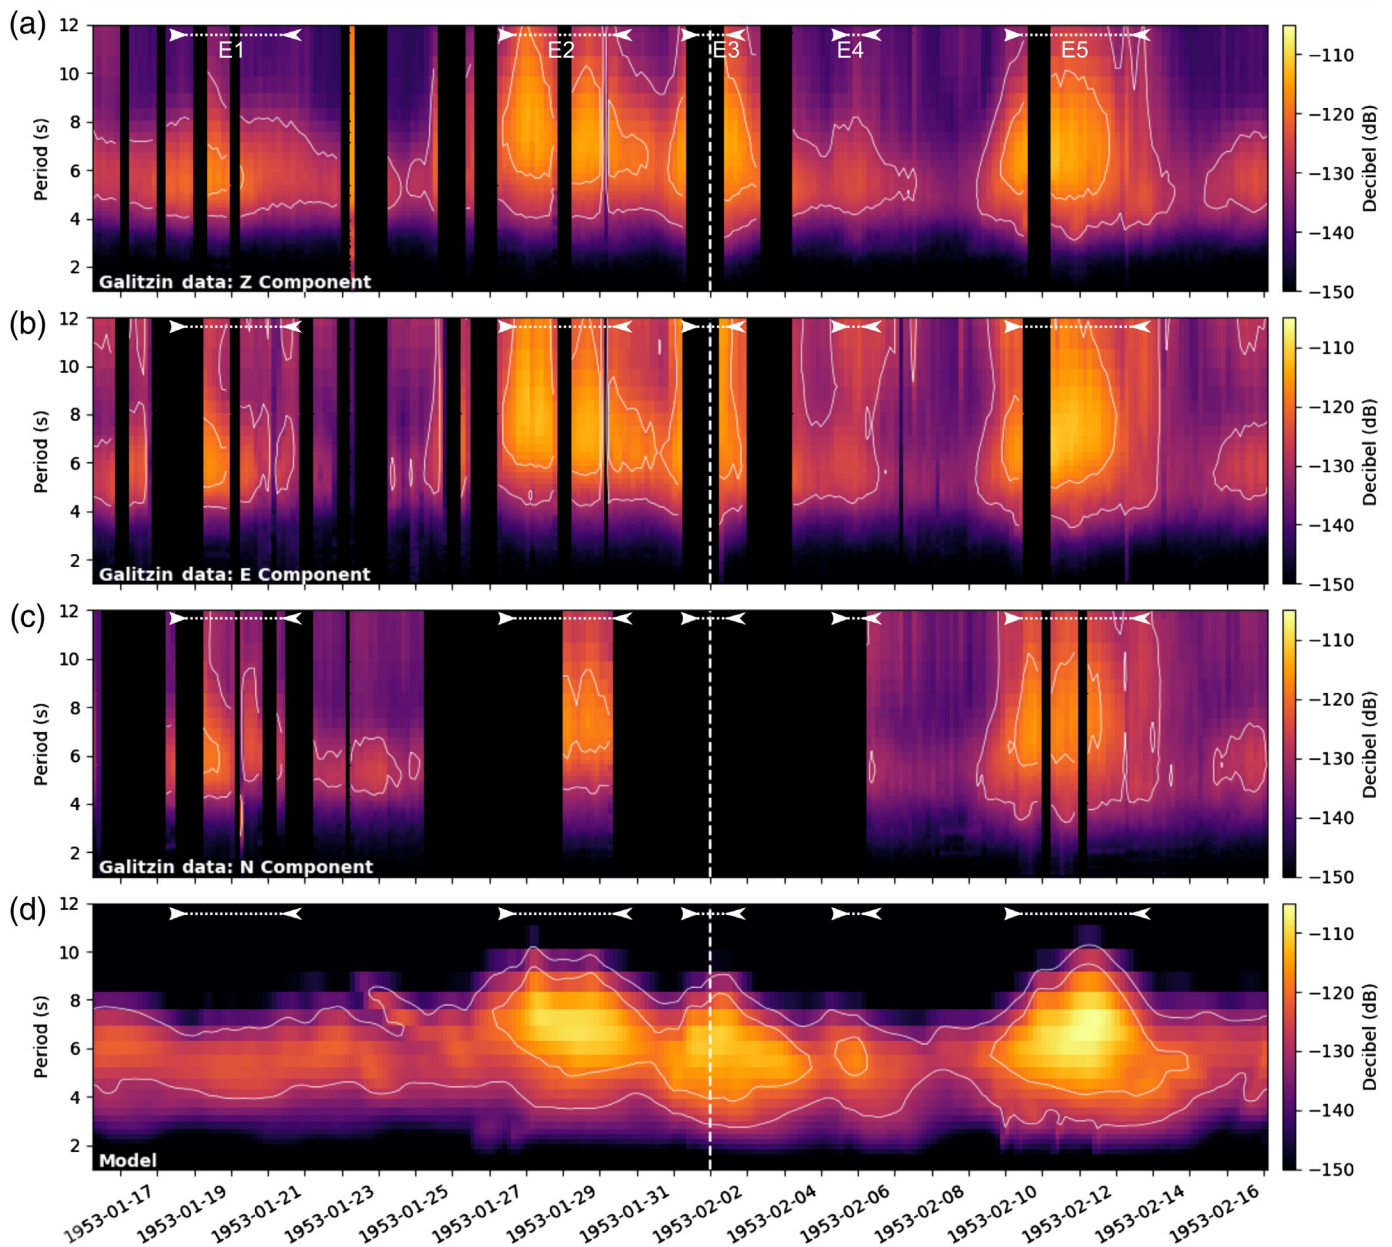 (a)
12
10
8
6
4
2
Period (s)
E1
E2
E3
E4
E5
Galitzin data: Z Component
−110
−120
−130
−140
−150
Decibel (dB)
(b)
12
10
8
6
4
2
Period (s)
Galitzin data: E Component
−110
−120
−130
−140
−150
Decibel (dB)
(c)
12
10
8
6
4
2
Period (s)
Galitzin data: N Component
−110
−120
−130
−140
−150
Decibel (dB)
(d)
12
10
8
6
4
2
Period (s)
Model
−110
−120
−130
−140
−150
Decibel (dB)
1953-01-17
1953-01-19
1953-01-21
1953-01-23
1953-01-25
1953-01-27
1953-01-29
1953-01-31
1953-02-02
1953-02-04
1953-02-06
1953-02-08
1953-02-10
1953-02-12
1953-02-14
1953-02-16